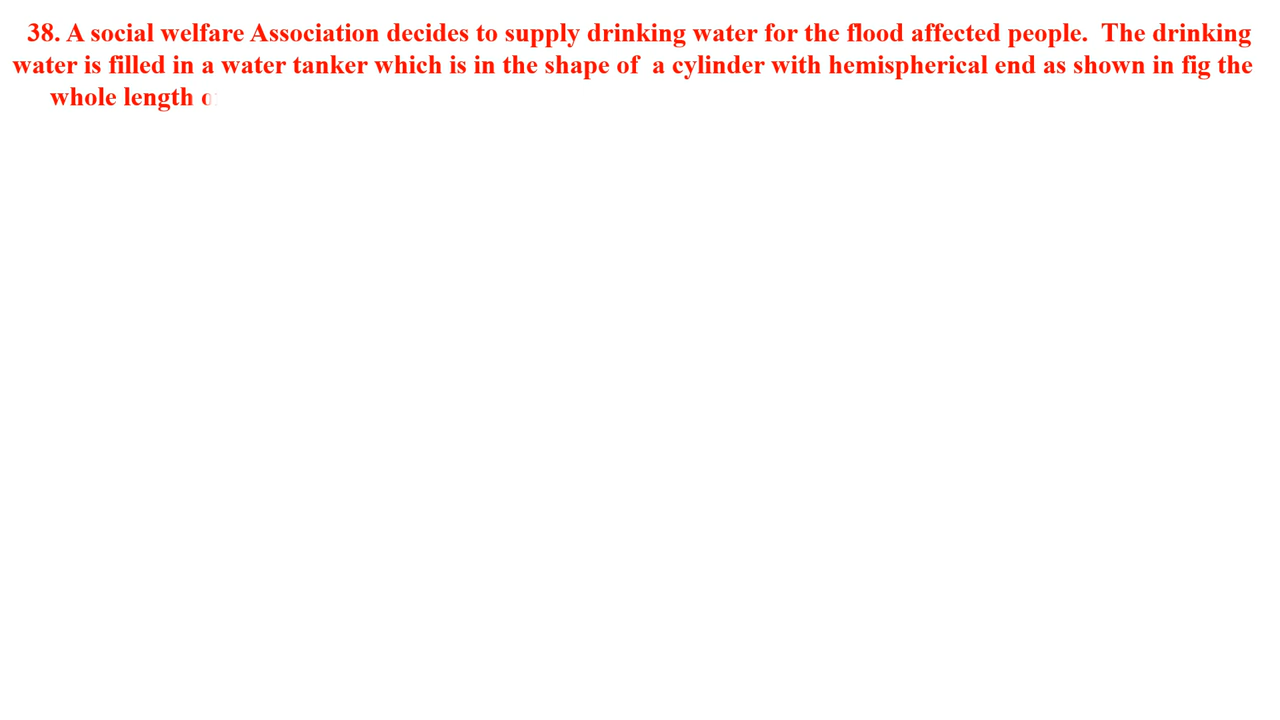 38. A social welfare Association decides to supply drinking water for the flood affected people. The drinking
water is filled in a water tanker which is in the shape of a cylinder with hemispherical end as shown in fig the
whole length